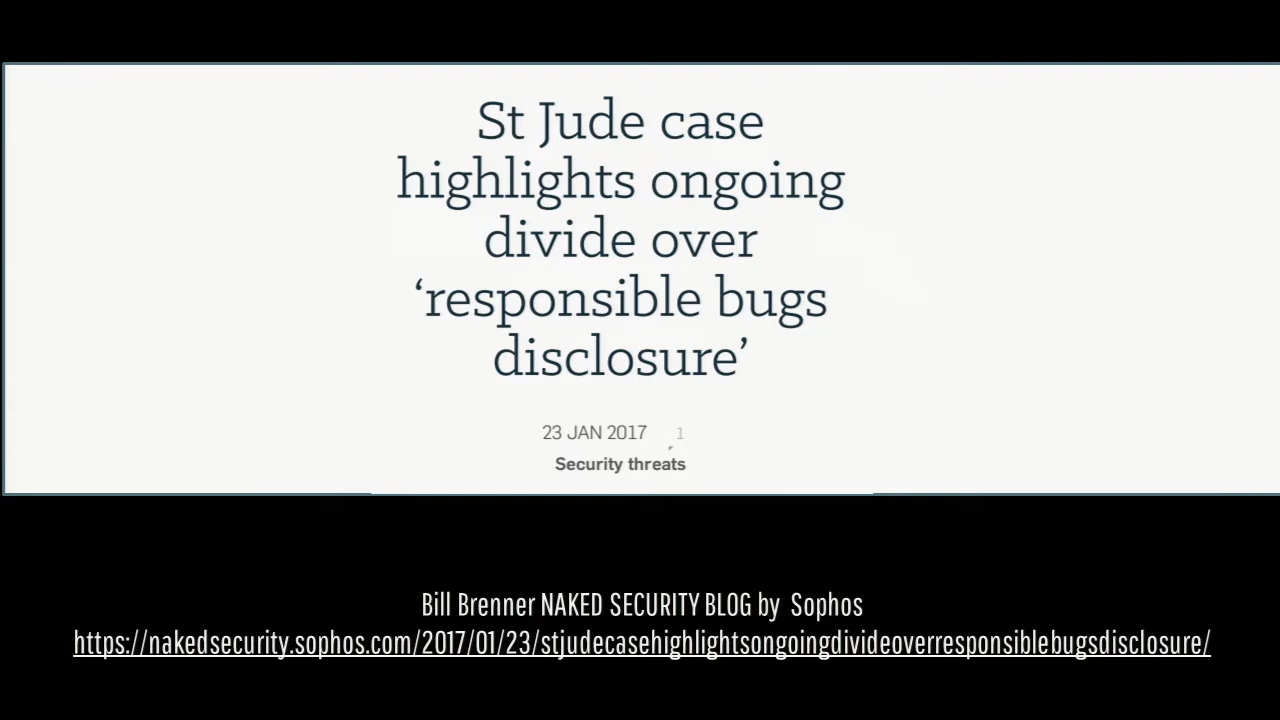 St Jude case
highlights ongoing
divide over
‘responsible bugs
disclosure’
23 JAN 2017 1
Security threats
Bill Brenner NAKED SECURITY BLOG by Sophos
https://nakedsecurity.sophos.com/2017/01/23/stjudecasehighlightsongoingdivideoverresponsiblebugsdisclosure/